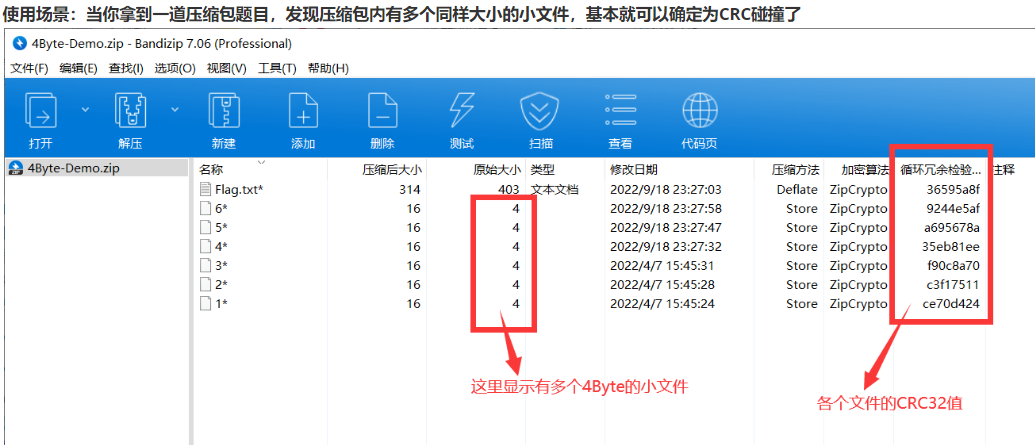 使用场景：当你拿到一道压缩包题目，发现压缩包内有多个同样大小的小文件，基本就可以确定为CRC碰撞了
4Byte-Demo.zip - Bandizip 7.06 (Professional)
文件(F) 编辑(E) 查找(I) 选项(O) 视图(V) 工具(T) 帮助(H)
打开 解压 新建 添加 删除 测试 扫描 查看 代码页
4Byte-Demo.zip
名称 压缩后大小 原始大小 类型 修改日期 压缩方法 加密算法 循环冗余检验... 注释
Flag.txt* 314 403 文本文档 2022/9/18 23:27:03 Deflate ZipCrypto 36595a8f
6* 16 4 2022/9/18 23:27:58 Store ZipCrypto 9244e5af
5* 16 4 2022/9/18 23:27:47 Store ZipCrypto a695678a
4* 16 4 2022/9/18 23:27:32 Store ZipCrypto 35eb81ee
3* 16 4 2022/4/7 15:45:31 Store ZipCrypto f90c8a70
2* 16 4 2022/4/7 15:45:28 Store ZipCrypto c3f17511
1* 16 4 2022/4/7 15:45:24 Store ZipCrypto ce70d424
这里显示有多个4Byte的小文件
各个文件的CRC32值